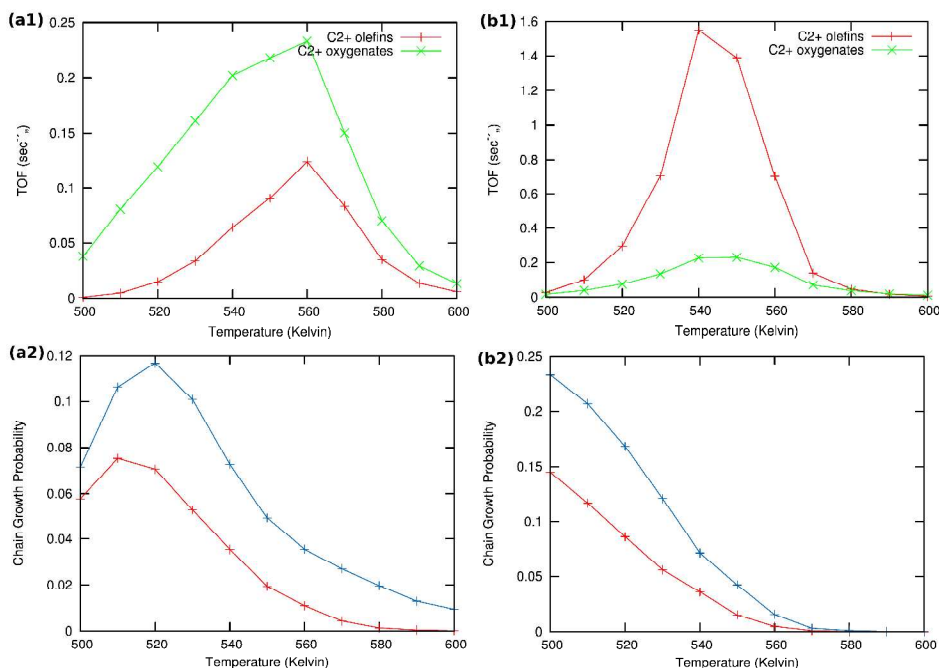 (a1)
C2+ olefins
C2+ oxygenates
0.25
0.2
0.15
0.1
0.05
0
TOF (sec⁻
500 520 540 560 580 600
Temperature (Kelvin)
(b1)
C2+ olefins
C2+ oxygenates
1.6
1.4
1.2
1
0.8
0.6
0.4
0.2
0
TOF (sec⁻
500 520 540 560 580 600
Temperature (Kelvin)
(a2)
0.12
0.1
0.08
0.06
0.04
0.02
0
Chain Growth Probability
500 520 540 560 580 600
Temperature (Kelvin)
(b2)
0.25
0.2
0.15
0.1
0.05
0
Chain Growth Probability
500 520 540 560 580 600
Temperature (Kelvin)